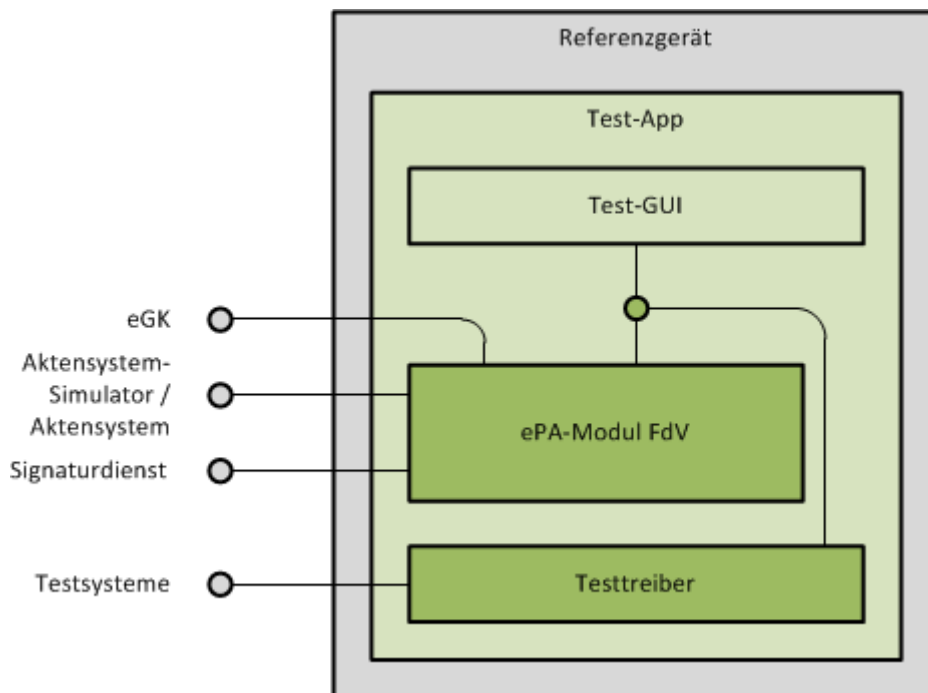 Referenzgerät
Test-App
Test-GUI
eGK
Aktensystem-
Simulator /
Aktensystem
ePA-Modul FdV
Signaturdienst
Testsysteme
Testtreiber